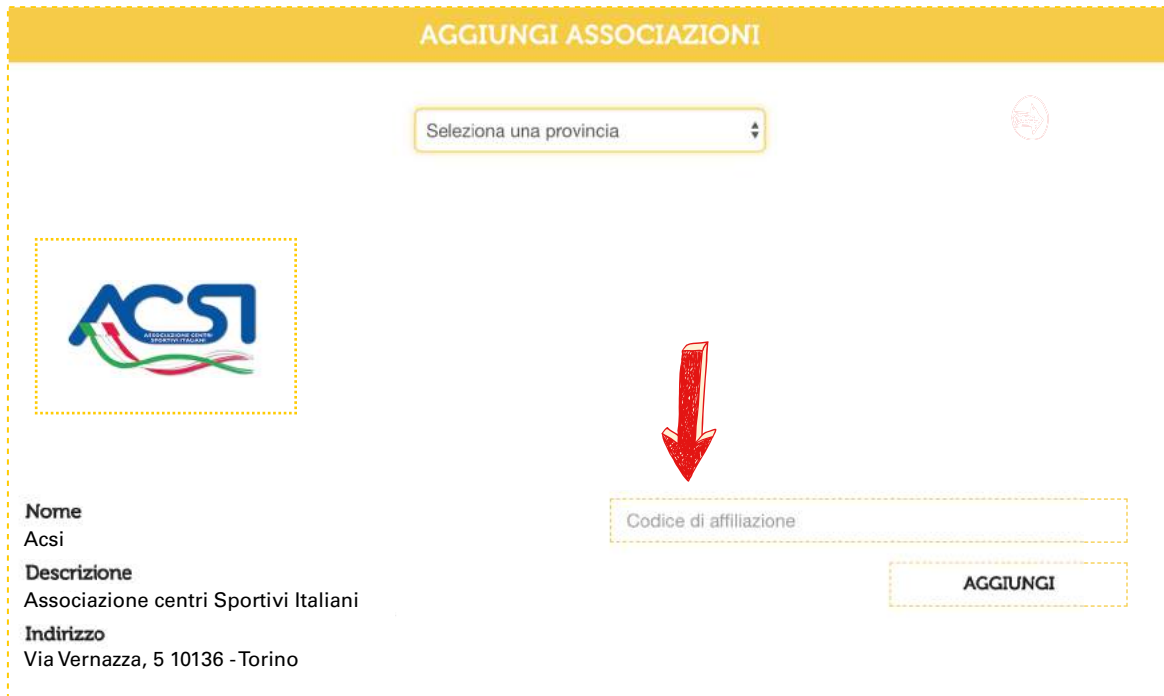 AGGIUNGI ASSOCIAZIONI
Seleziona una provincia
ACSI
ASSOCIAZIONE CENTRI
SPORTIVI ITALIANI
Nome
Acsi
Descrizione
Associazione centri Sportivi Italiani
Indirizzo
Via Vernazza, 5 10136 - Torino
Codice di affiliazione
AGGIUNGI